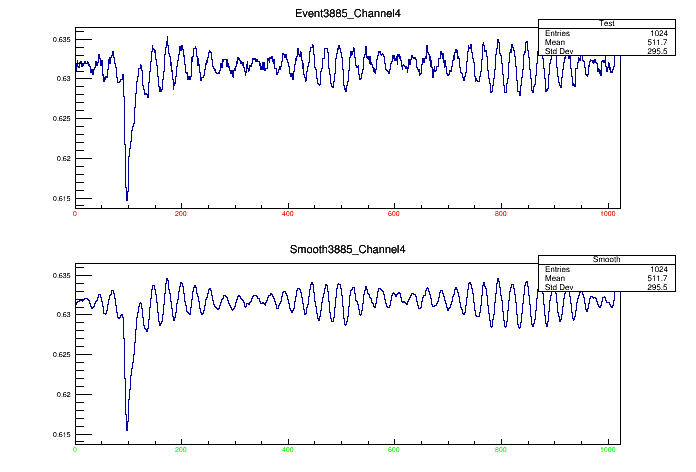 Event3885_Channel4
Test
Entries 1024
Mean 511.7
Std Dev 295.5
0.635
0.63
0.625
0.62
0.615
0 200 400 600 800 1000
Smooth3885_Channel4
Smooth
Entries 1024
Mean 511.7
Std Dev 295.5
0.635
0.63
0.625
0.62
0.615
0 200 400 600 800 1000